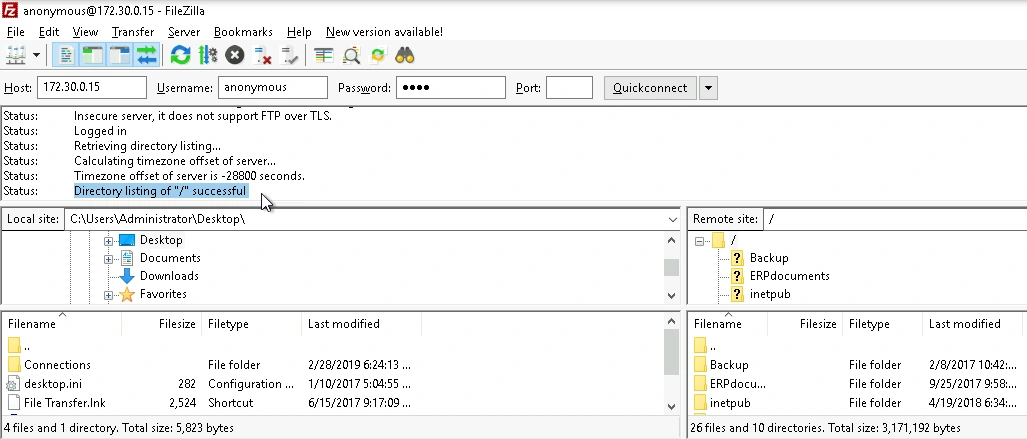 anonymous@172.30.0.15 - FileZilla
File Edit View Transfer Server Bookmarks Help New version available!
Host: 172.30.0.15 Username: anonymous Password: ●●●● Port: Quickconnect
Status: Insecure server, it does not support FTP over TLS.
Status: Logged in
Status: Retrieving directory listing...
Status: Calculating timezone offset of server...
Status: Timezone offset of server is -28800 seconds.
Status: Directory listing of "/" successful
Local site: C:\Users\Administrator\Desktop\
Desktop
Documents
Downloads
Favorites
Filename Filesize Filetype Last modified
..
Connections File folder 2/28/2019 6:24:13 ...
desktop.ini 282 Configuration ... 1/10/2017 5:04:55 ...
File Transfer.lnk 2,524 Shortcut 6/15/2017 9:17:09 ...
4 files and 1 directory. Total size: 5,823 bytes
Remote site: /
/
Backup
ERPdocuments
inetpub
Filename Filesize Filetype Last modified
..
Backup File folder 2/8/2017 10:42:...
ERPdocu... File folder 9/25/2017 9:58:...
inetpub File folder 4/19/2018 6:34:...
26 files and 10 directories. Total size: 3,171,192 bytes